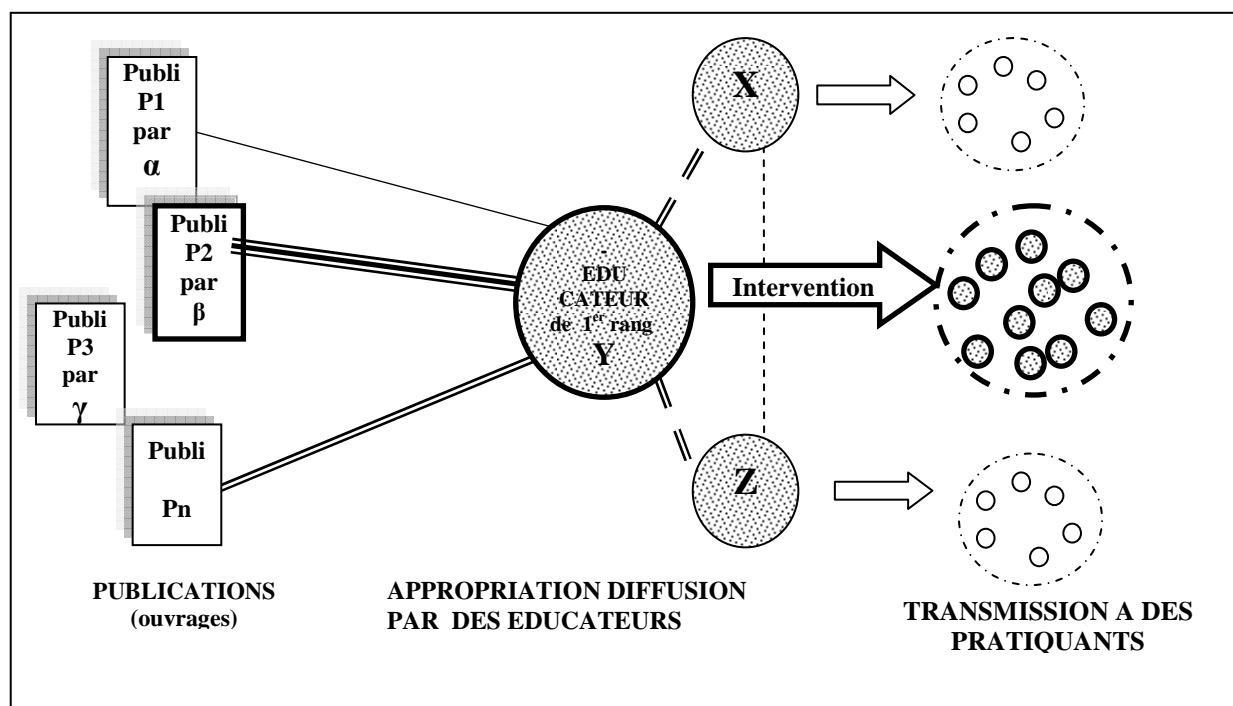 Publi
P1
par
α
Publi
P2
par
β
Publi
P3
par
γ
Publi
Pn
-
EDU
CATEUR
de 1er rang
Y
X
Z
Intervention
PUBLICATIONS
(ouvrages)
APPROPRIATION DIFFUSION
PAR DES EDUCATEURS
TRANSMISSION A DES
PRATIQUANTS